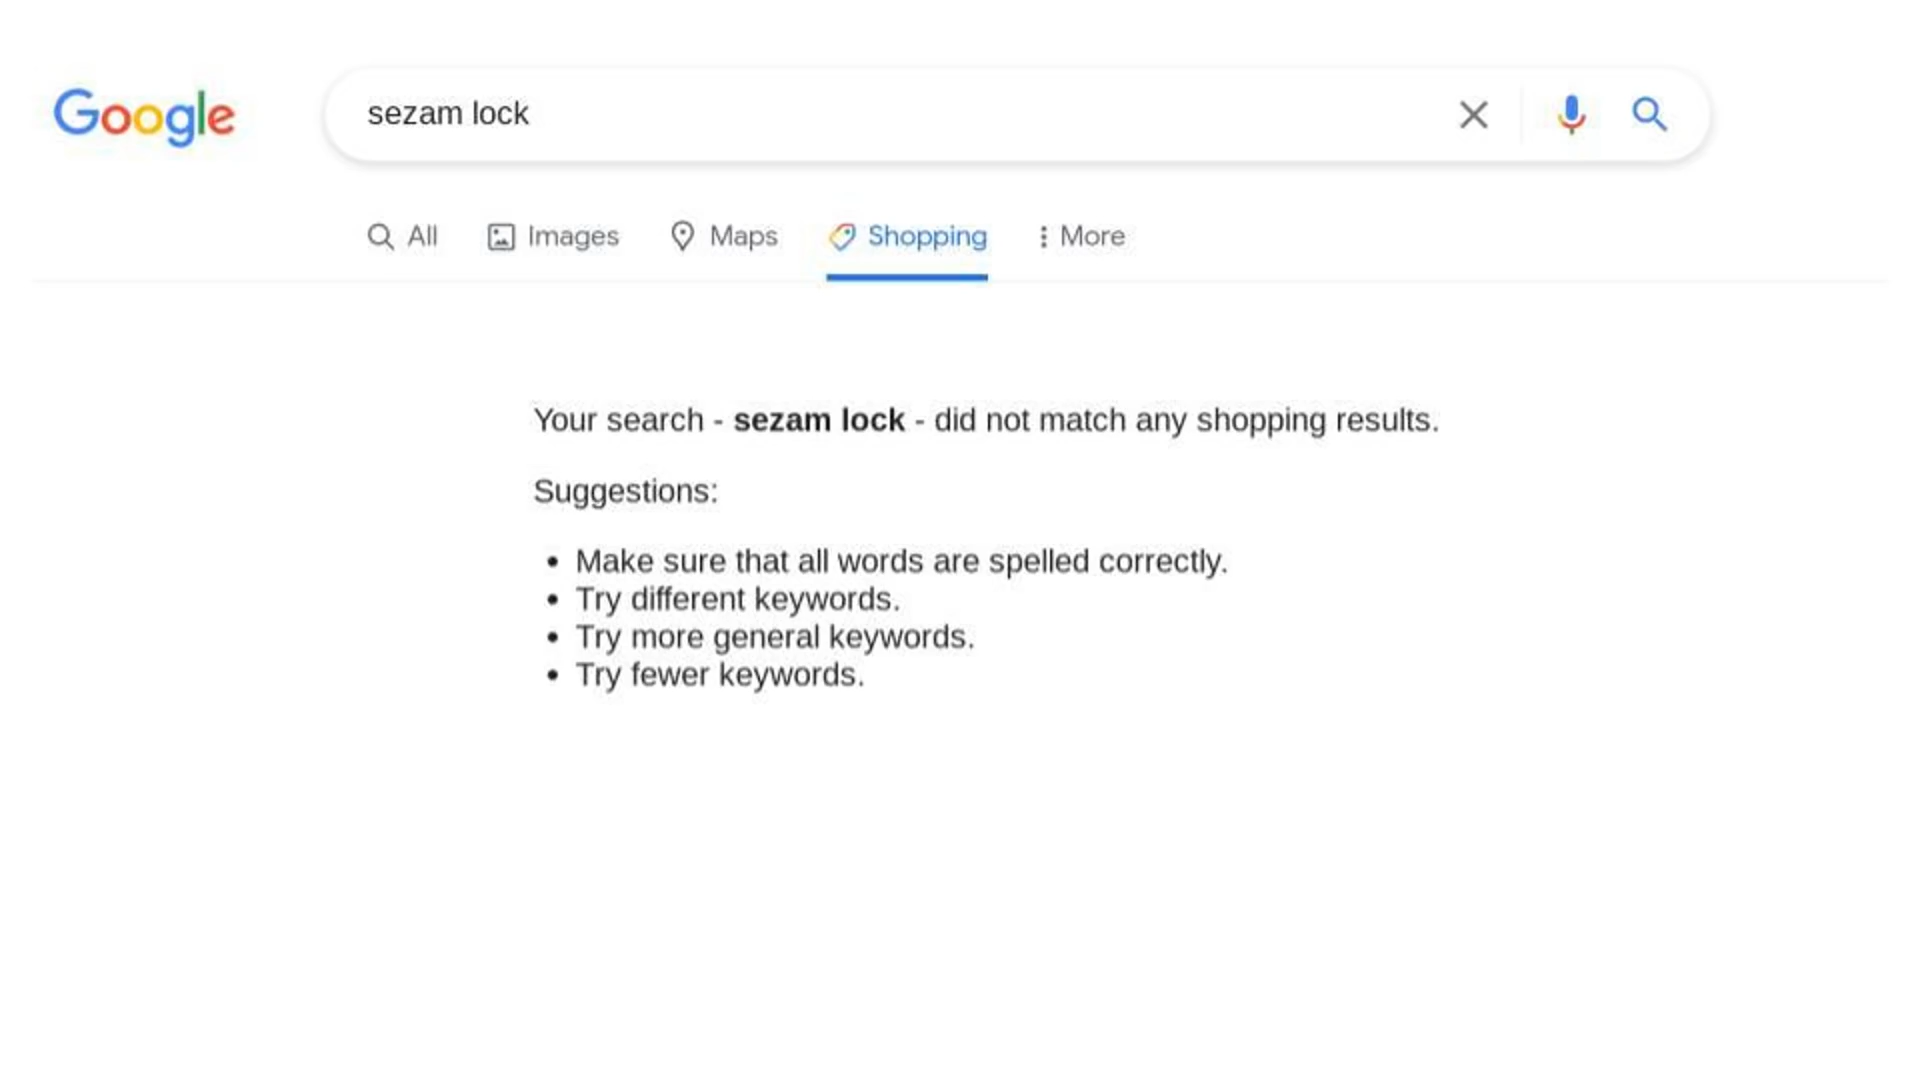 Google
sezam lock
All Images Maps Shopping More
Your search - sezam lock - did not match any shopping results.
Suggestions:
• Make sure that all words are spelled correctly.
• Try different keywords.
• Try more general keywords.
• Try fewer keywords.